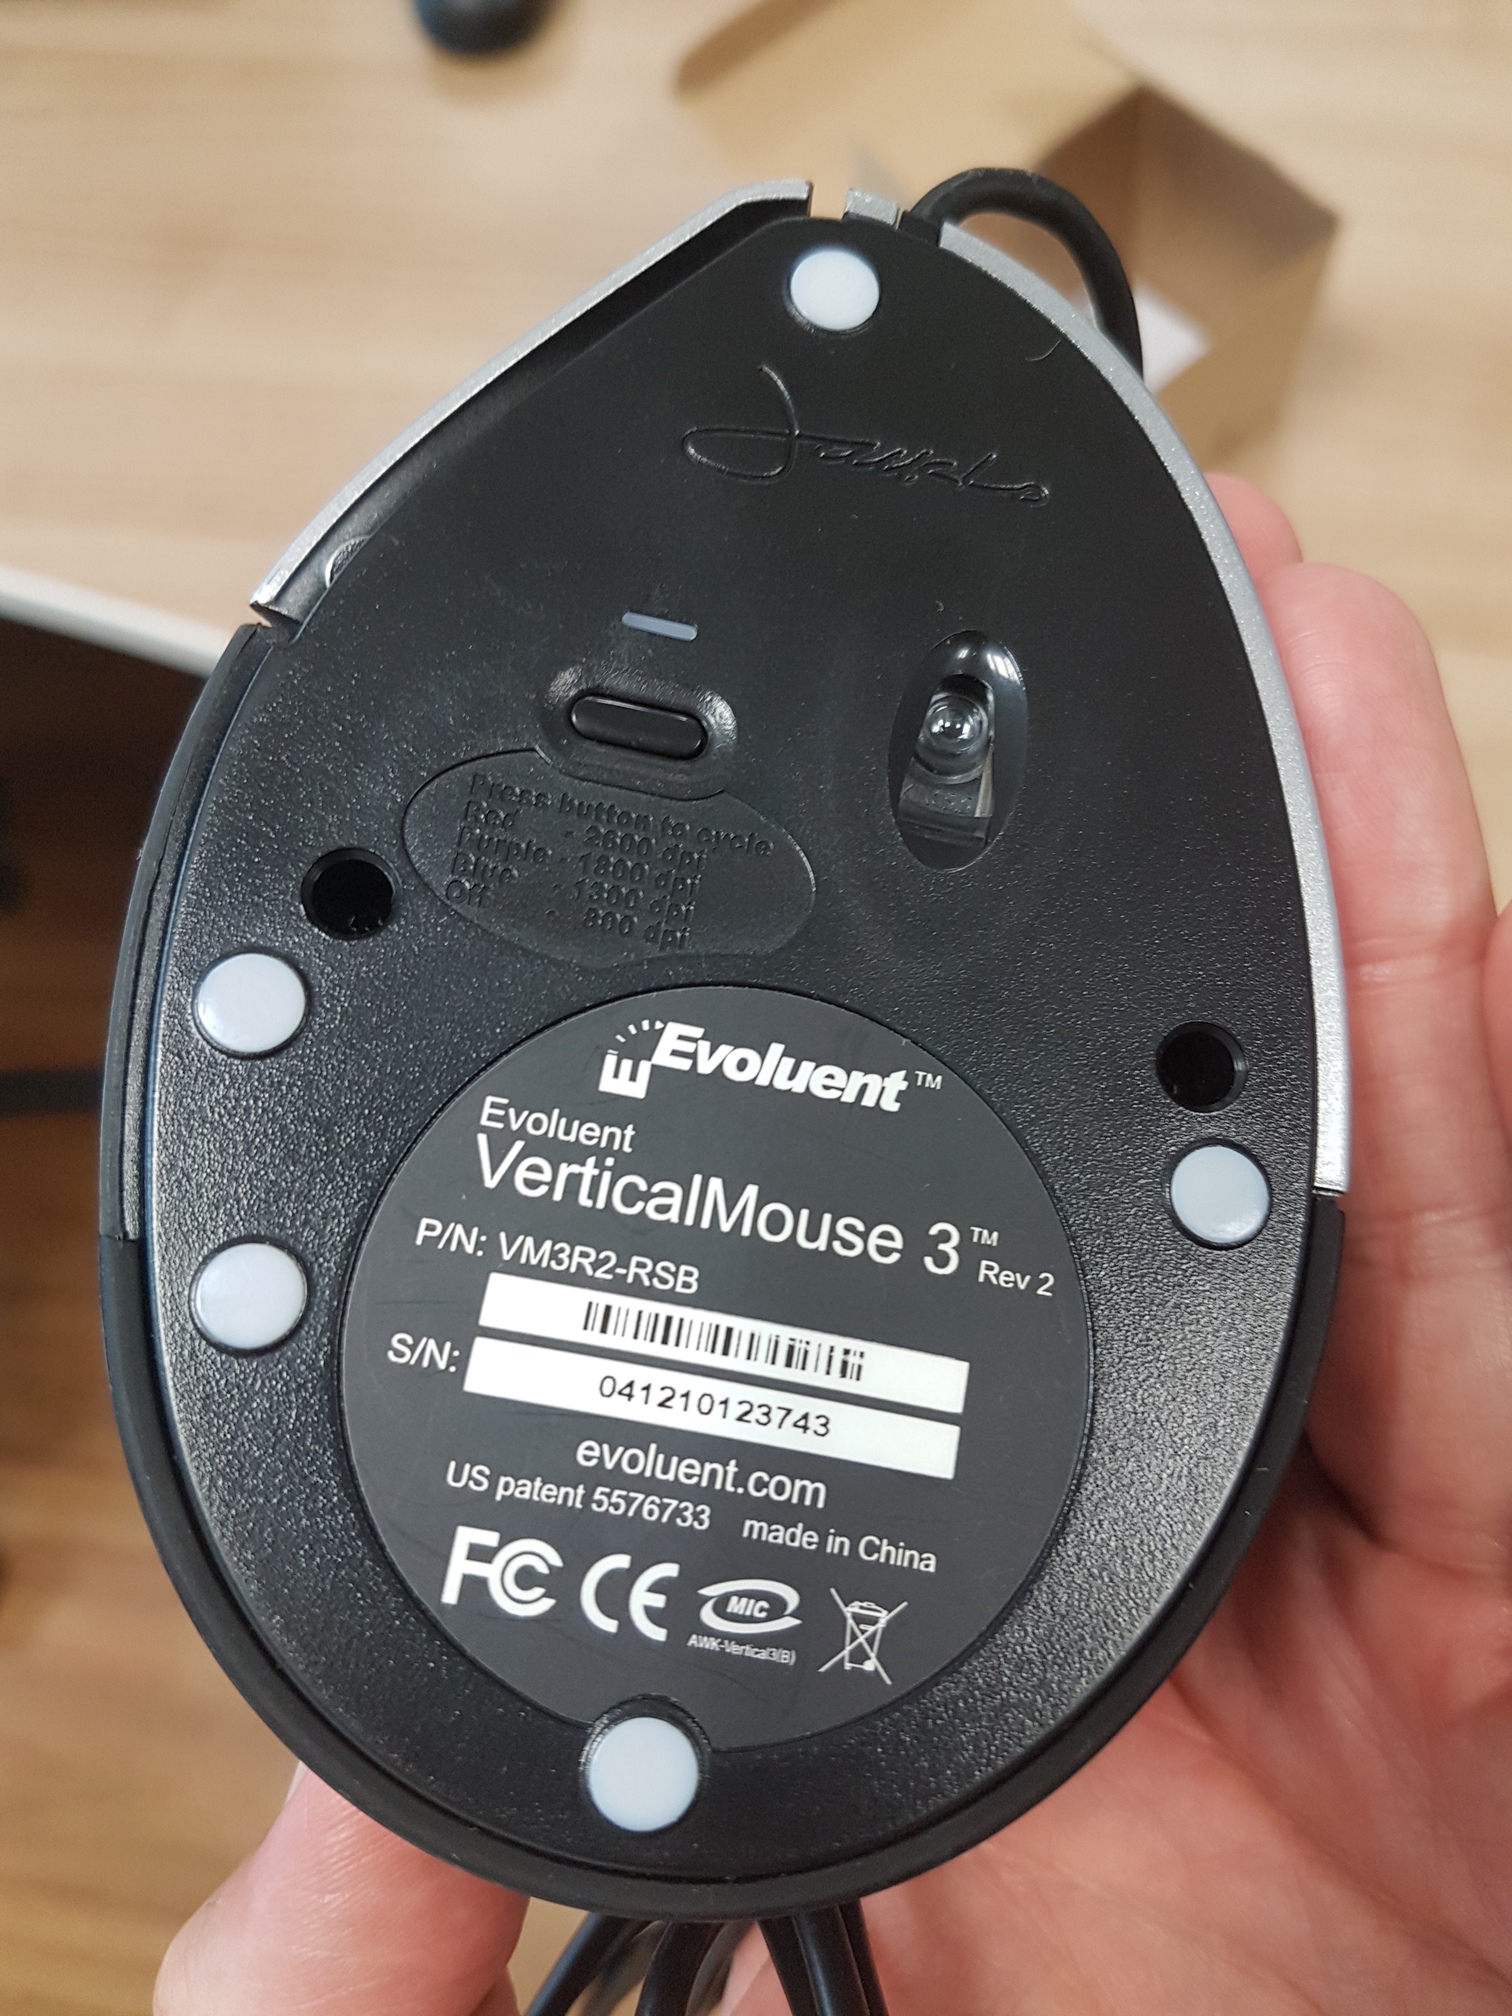 Press button to cycle
Red - 2600 dpi
Purple - 1800 dpi
Blue - 1300 dpi
Off - 800 dpi
Evoluent™
Evoluent
VerticalMouse 3™ Rev 2
P/N: VM3R2-RSB
S/N:
041210123743
evoluent.com
US patent 5576733 made in China
FC CE MIC
AWK-Vertical3(B)